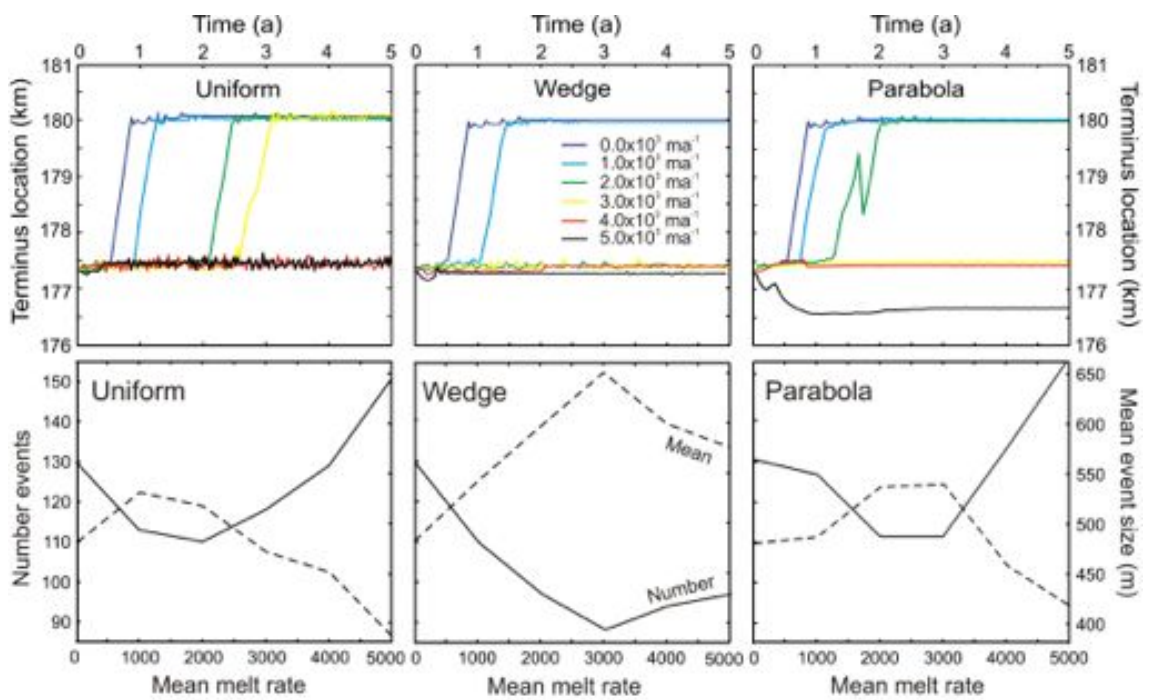 Time (a) Time (a) Time (a)
0 1 2 3 4 5 0 1 2 3 4 5 0 1 2 3 4 5
Terminus location (km)
181
180
179
178
177
176
Uniform
Wedge
0.0x10³ ma⁻¹
1.0x10³ ma⁻¹
2.0x10³ ma⁻¹
3.0x10³ ma⁻¹
4.0x10³ ma⁻¹
5.0x10³ ma⁻¹
Parabola
181
180
179
178
177
176
Terminus location (km)
Number events
150
140
130
120
110
100
90
Uniform
Wedge
Mean
Number
Parabola
650
600
550
500
450
400
Mean event size (m)
0 1000 2000 3000 4000 5000 0 1000 2000 3000 4000 5000 0 1000 2000 3000 4000 5000
Mean melt rate Mean melt rate Mean melt rate